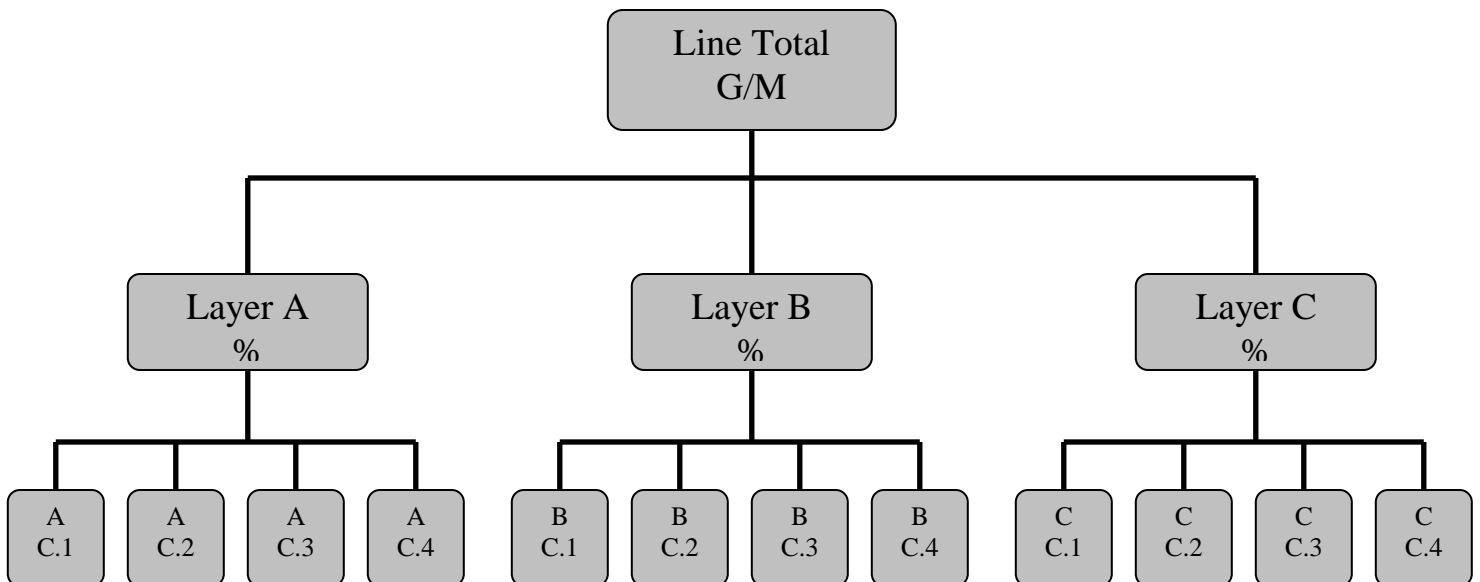 Line Total
G/M
Layer A
%
Layer B
%
Layer C
%
A
C.1
A
C.2
A
C.3
A
C.4
B
C.1
B
C.2
B
C.3
B
C.4
C
C.1
C
C.2
C
C.3
C
C.4